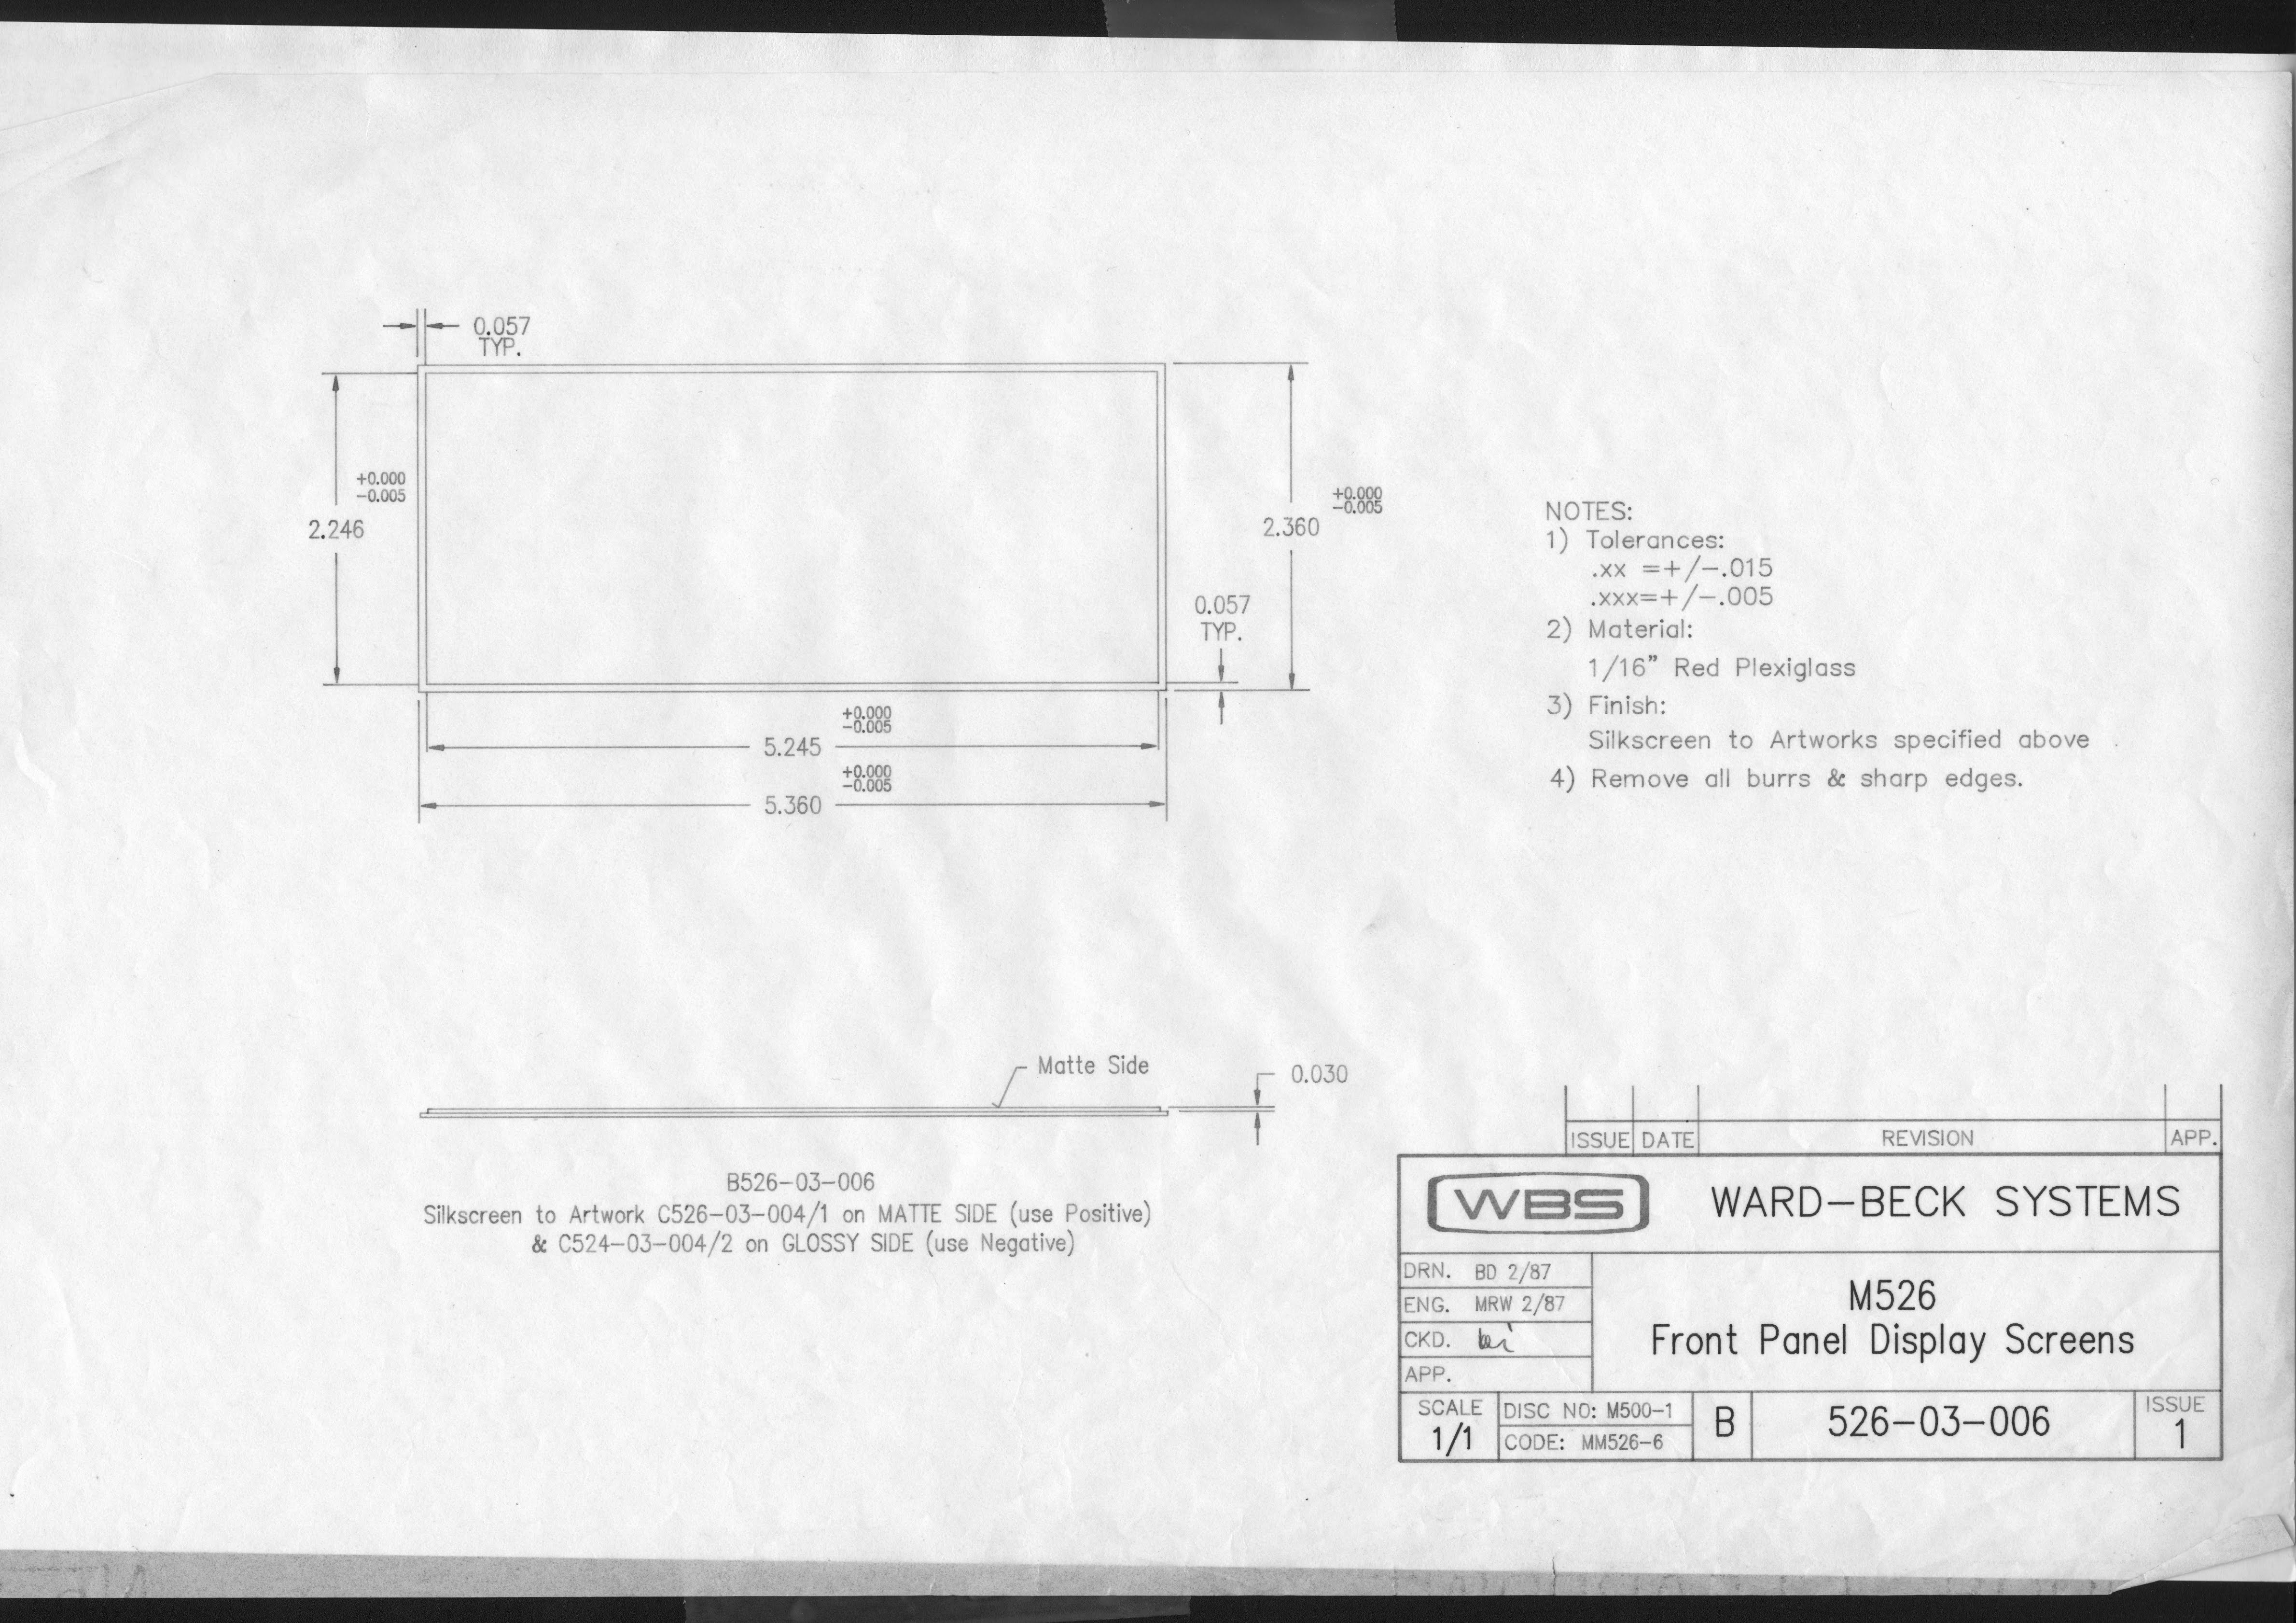 0.057
TYP.
+0.000
-0.005
2.246
+0.000
-0.005
2.360
0.057
TYP.
+0.000
-0.005
5.245
+0.000
-0.005
5.360
NOTES:
1) Tolerances:
.xx =+/-.015
.xxx=+/-.005
2) Material:
1/16" Red Plexiglass
3) Finish:
Silkscreen to Artworks specified above
4) Remove all burrs & sharp edges.
Matte Side
0.030
B526-03-006
Silkscreen to Artwork C526-03-004/1 on MATTE SIDE (use Positive)
& C524-03-004/2 on GLOSSY SIDE (use Negative)
ISSUE DATE REVISION APP.
WBS WARD-BECK SYSTEMS
DRN. BD 2/87
ENG. MRW 2/87
CKD.
APP.
M526
Front Panel Display Screens
SCALE
1/1
DISC NO: M500-1
CODE: MM526-6
B
526-03-006
ISSUE
1